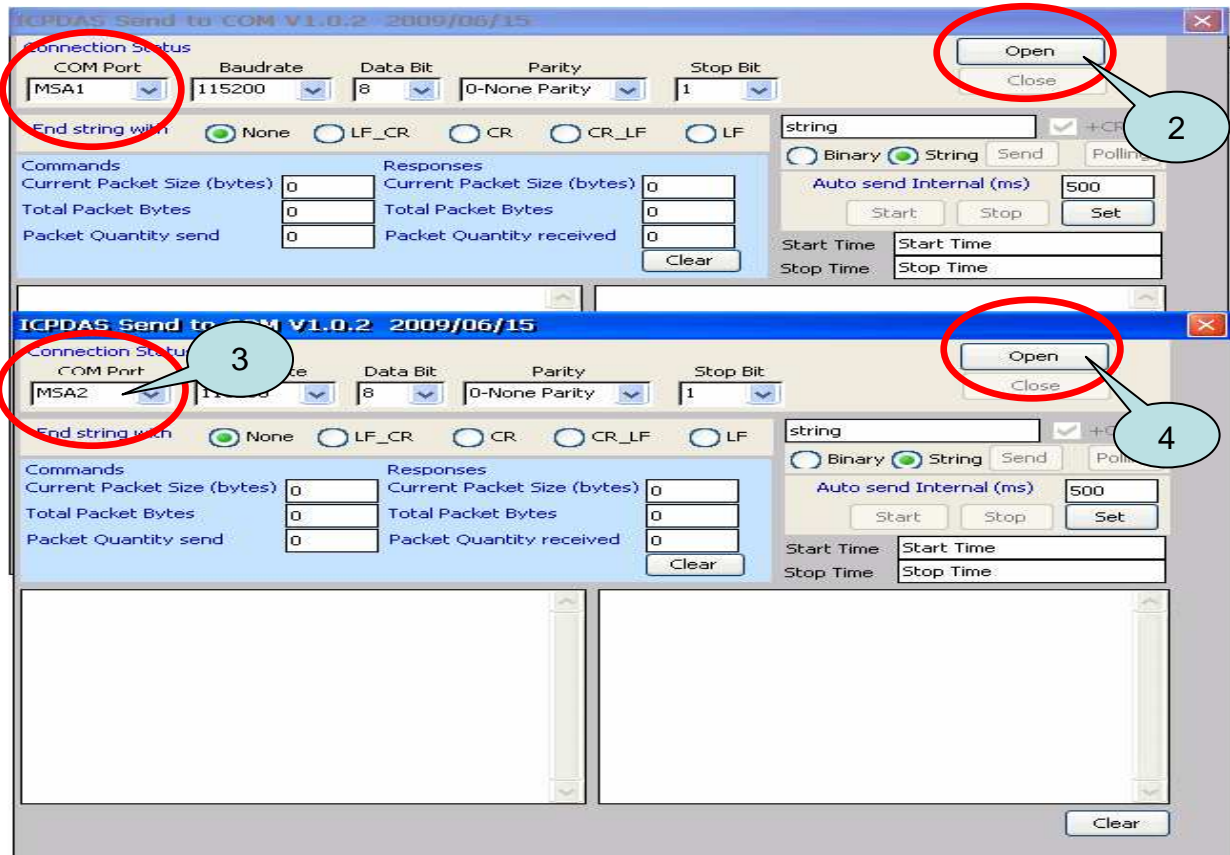 ICPDAS Send to COM V1.0.2 2009/06/15
Connection Status
COM Port Baudrate Data Bit Parity Stop Bit
MSA1 115200 8 0-None Parity 1
Open
Close
2
End string with None LF_CR CR CR_LF LF
string
Binary String Send Polling
Commands Responses
Current Packet Size (bytes) 0 Current Packet Size (bytes) 0
Total Packet Bytes 0 Total Packet Bytes 0
Packet Quantity send 0 Packet Quantity received 0
Clear
Auto send Internal (ms) 500
Start Stop Set
Start Time Start Time
Stop Time Stop Time
ICPDAS Send to COM V1.0.2 2009/06/15
Connection
3
COM Port Data Bit Parity Stop Bit
MSA2 8 0-None Parity 1
Open
Close
4
End string with None LF_CR CR CR_LF LF
string
Binary String Send
Commands Responses
Current Packet Size (bytes) 0 Current Packet Size (bytes) 0
Total Packet Bytes 0 Total Packet Bytes 0
Packet Quantity send 0 Packet Quantity received 0
Clear
Auto send Internal (ms) 500
Start Stop Set
Start Time Start Time
Stop Time Stop Time
Clear